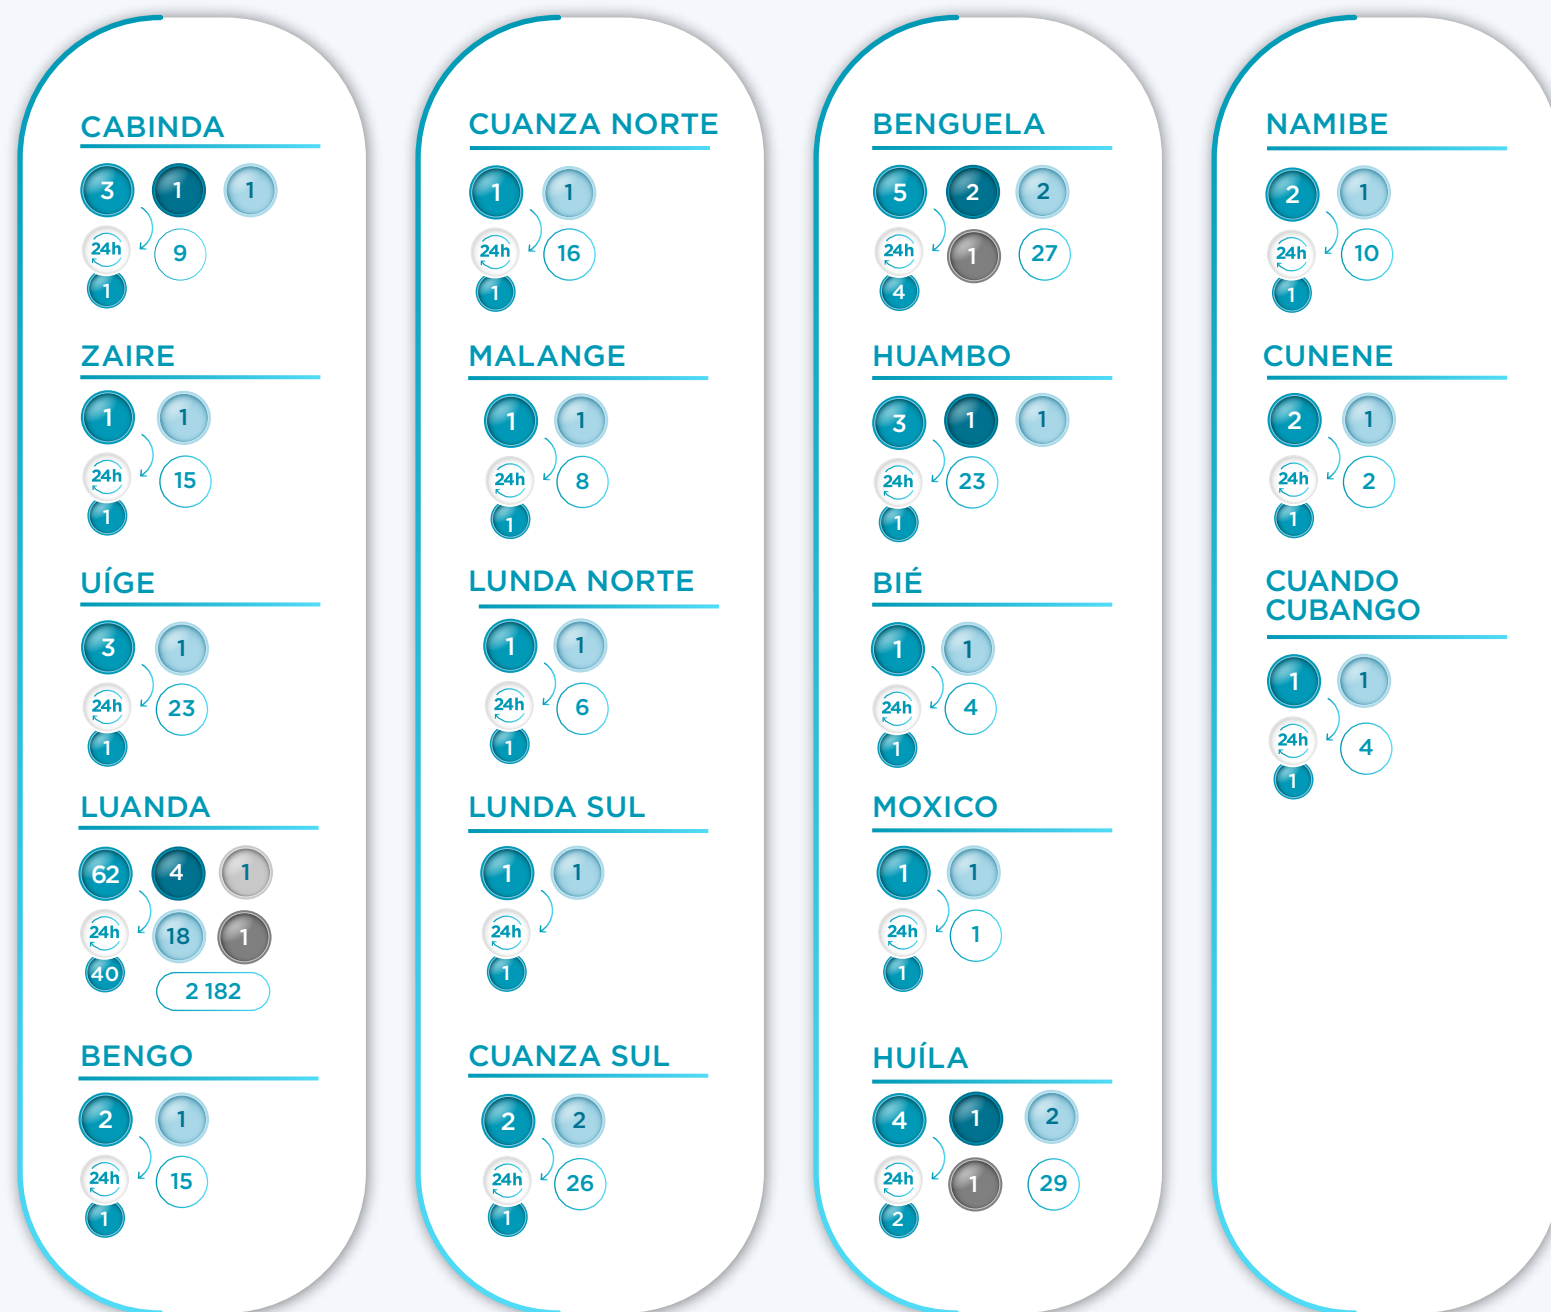 CABINDA
3 1 1
24h 9
1
ZAIRE
1 1
24h 15
1
UÍGE
3 1
24h 23
1
LUANDA
62 4 1
24h 18 1
40 2 182
BENGO
2 1
24h 15
1
CUANZA NORTE
1 1
24h 16
1
MALANGE
1 1
24h 8
1
LUNDA NORTE
1 1
24h 6
1
LUNDA SUL
1 1
24h
1
CUANZA SUL
2 2
24h 26
1
BENGUELA
5 2 2
24h 1 27
4
HUAMBO
3 1 1
24h 23
1
BIÉ
1 1
24h 4
1
MOXICO
1 1
24h 1
1
HUÍLA
4 1 2
24h 1 29
2
NAMIBE
2 1
24h 10
1
CUNENE
2 1
24h 2
1
CUANDO
CUBANGO
1 1
24h 4
1